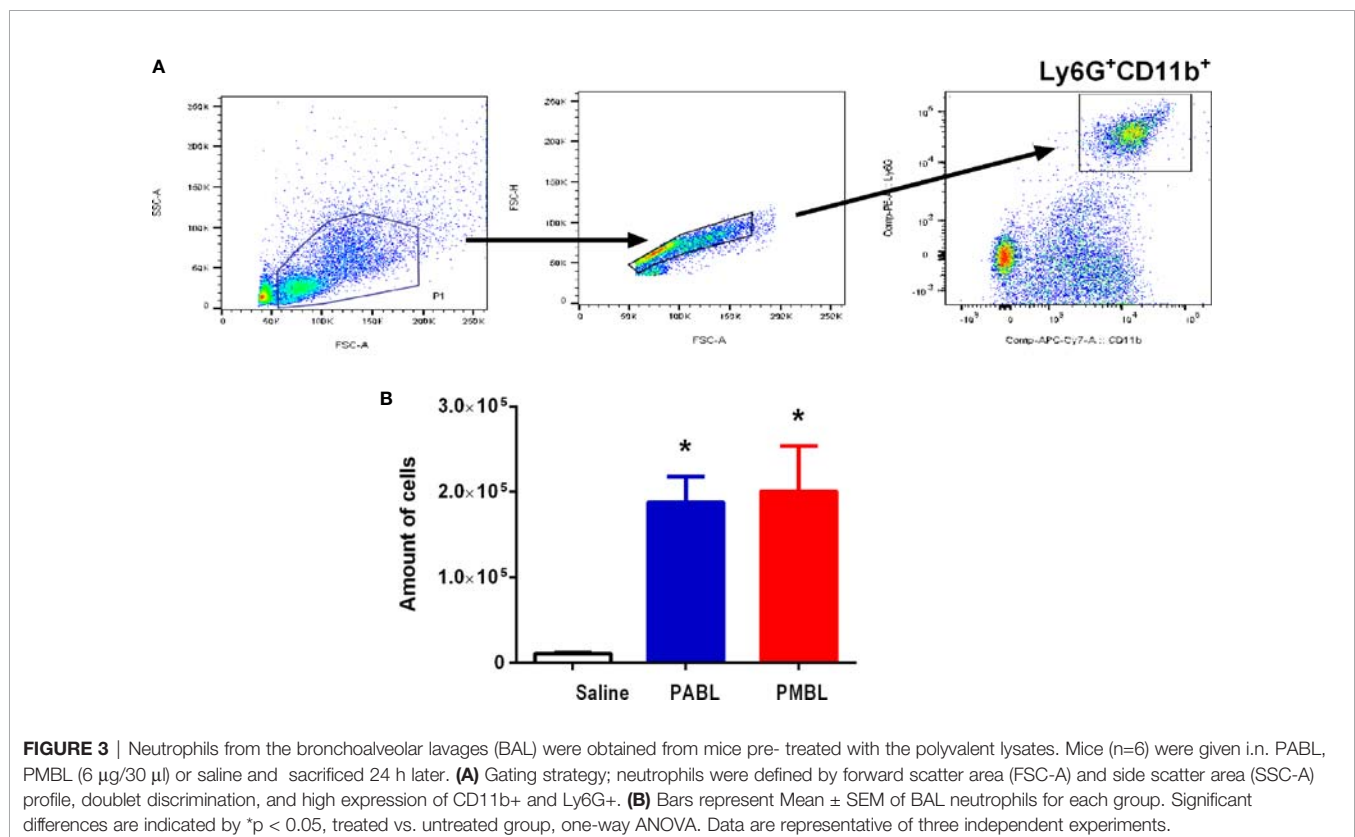 A
Ly6G⁺CD11b⁺
SSC-A
250K
200K
150K
100K
50K
0
P1
0 50K 100K 150K 200K 250K
FSC-A
FSC-H
250K
200K
150K
100K
50K
0
0 50K 100K 150K 200K 250K
FSC-A
Comp-PE-A :: Ly6G
10⁴
10²
0
0 10³ 10⁴
Comp-APC-Cy7-A :: CD11b
B
Amount of cells
3.0×10⁵
2.0×10⁵
1.0×10⁵
0
* *
Saline PABL PMBL
FIGURE 3 | Neutrophils from the bronchoalveolar lavages (BAL) were obtained from mice pre- treated with the polyvalent lysates. Mice (n=6) were given i.n. PABL,
PMBL (6 μg/30 μl) or saline and sacrificed 24 h later. (A) Gating strategy; neutrophils were defined by forward scatter area (FSC-A) and side scatter area (SSC-A)
profile, doublet discrimination, and high expression of CD11b+ and Ly6G+. (B) Bars represent Mean ± SEM of BAL neutrophils for each group. Significant
differences are indicated by *p < 0.05, treated vs. untreated group, one-way ANOVA. Data are representative of three independent experiments.